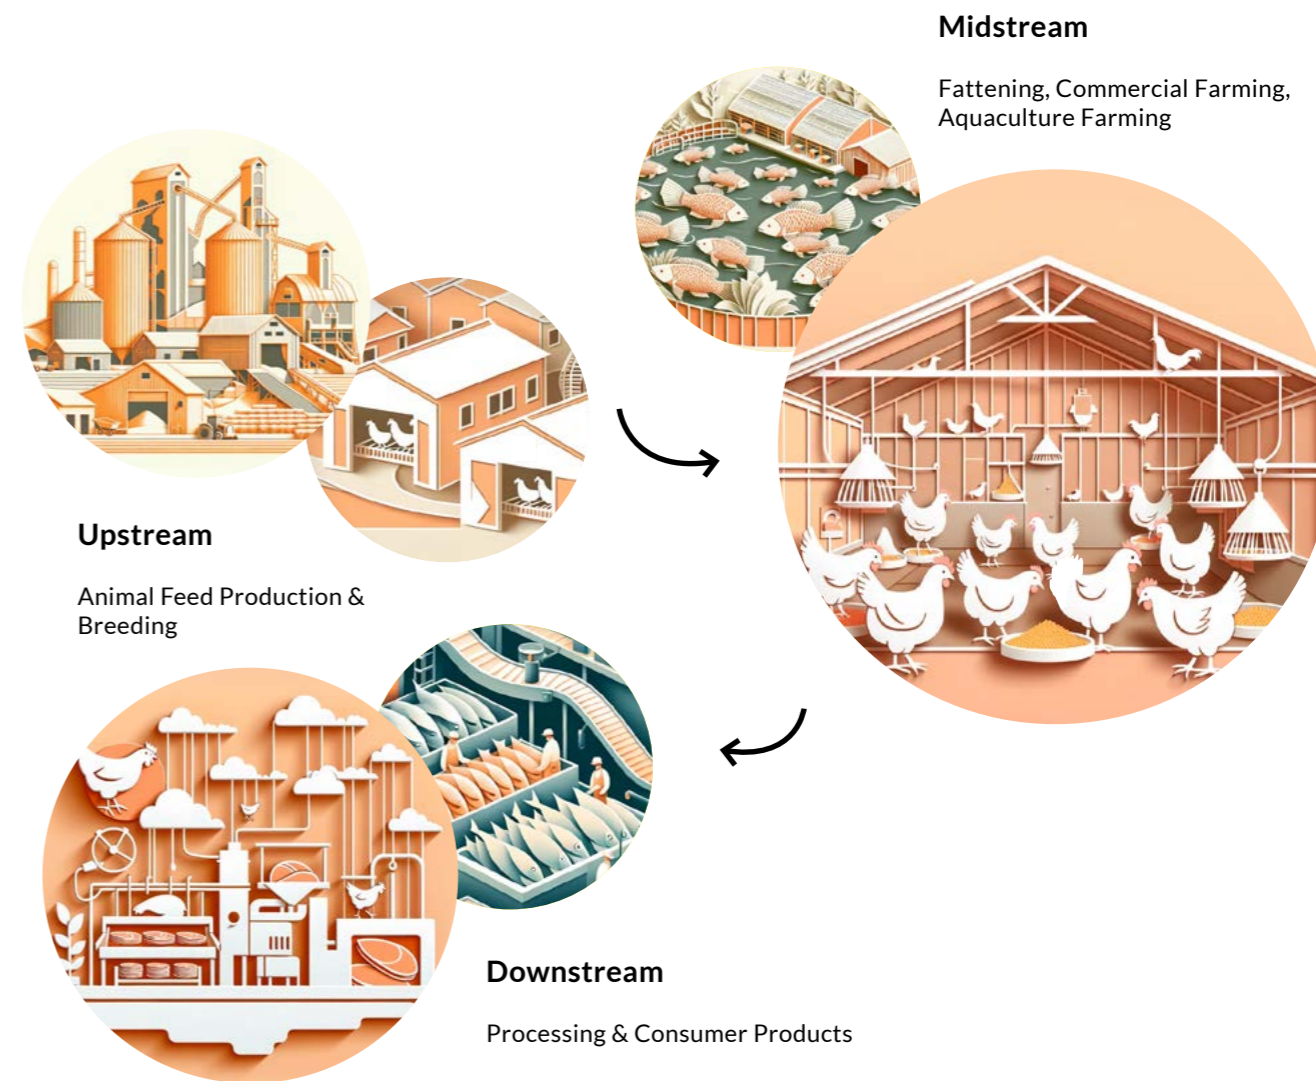 Midstream
Fattening, Commercial Farming,
Aquaculture Farming
Upstream
Animal Feed Production &
Breeding
Downstream
Processing & Consumer Products